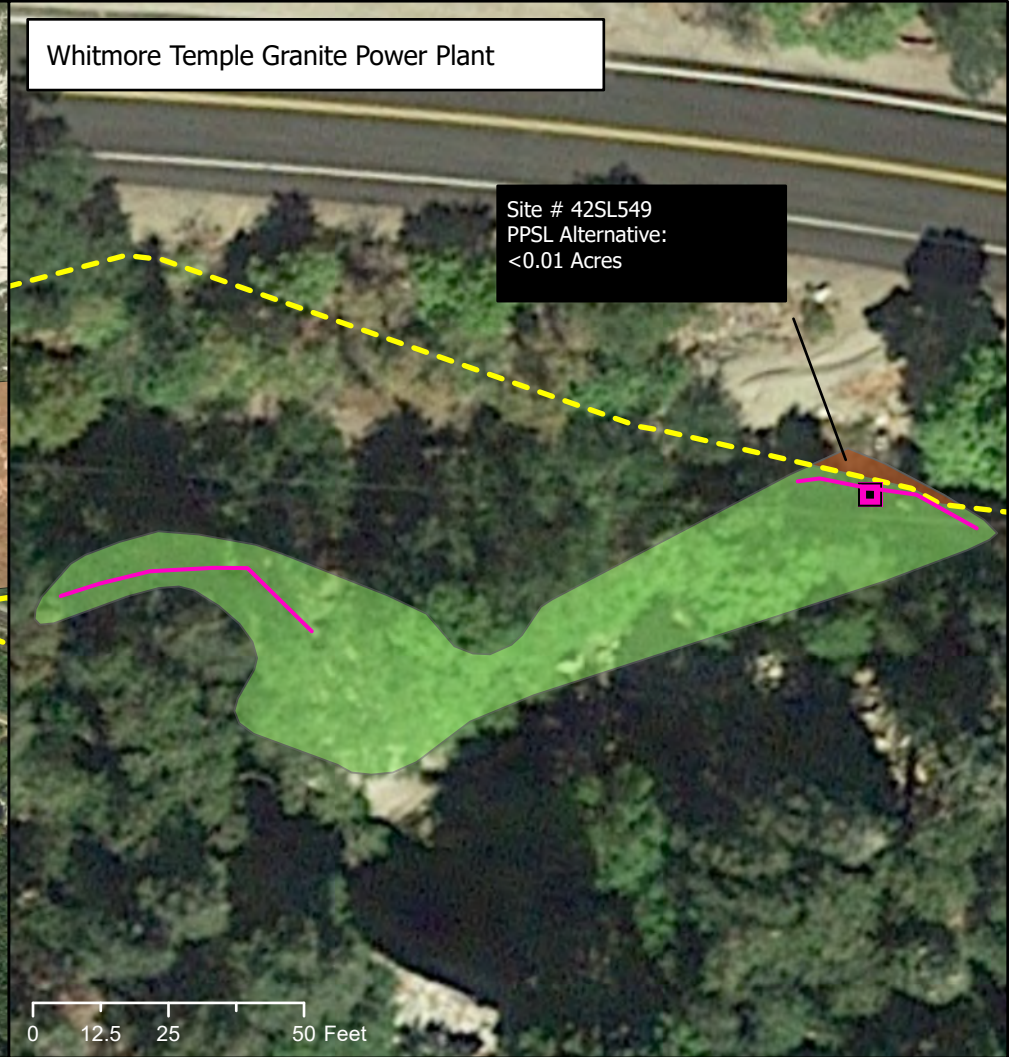 Whitmore Temple Granite Power Plant
Site # 42SL549
PPSL Alternative:
<0.01 Acres
0 12.5 25 50 Feet